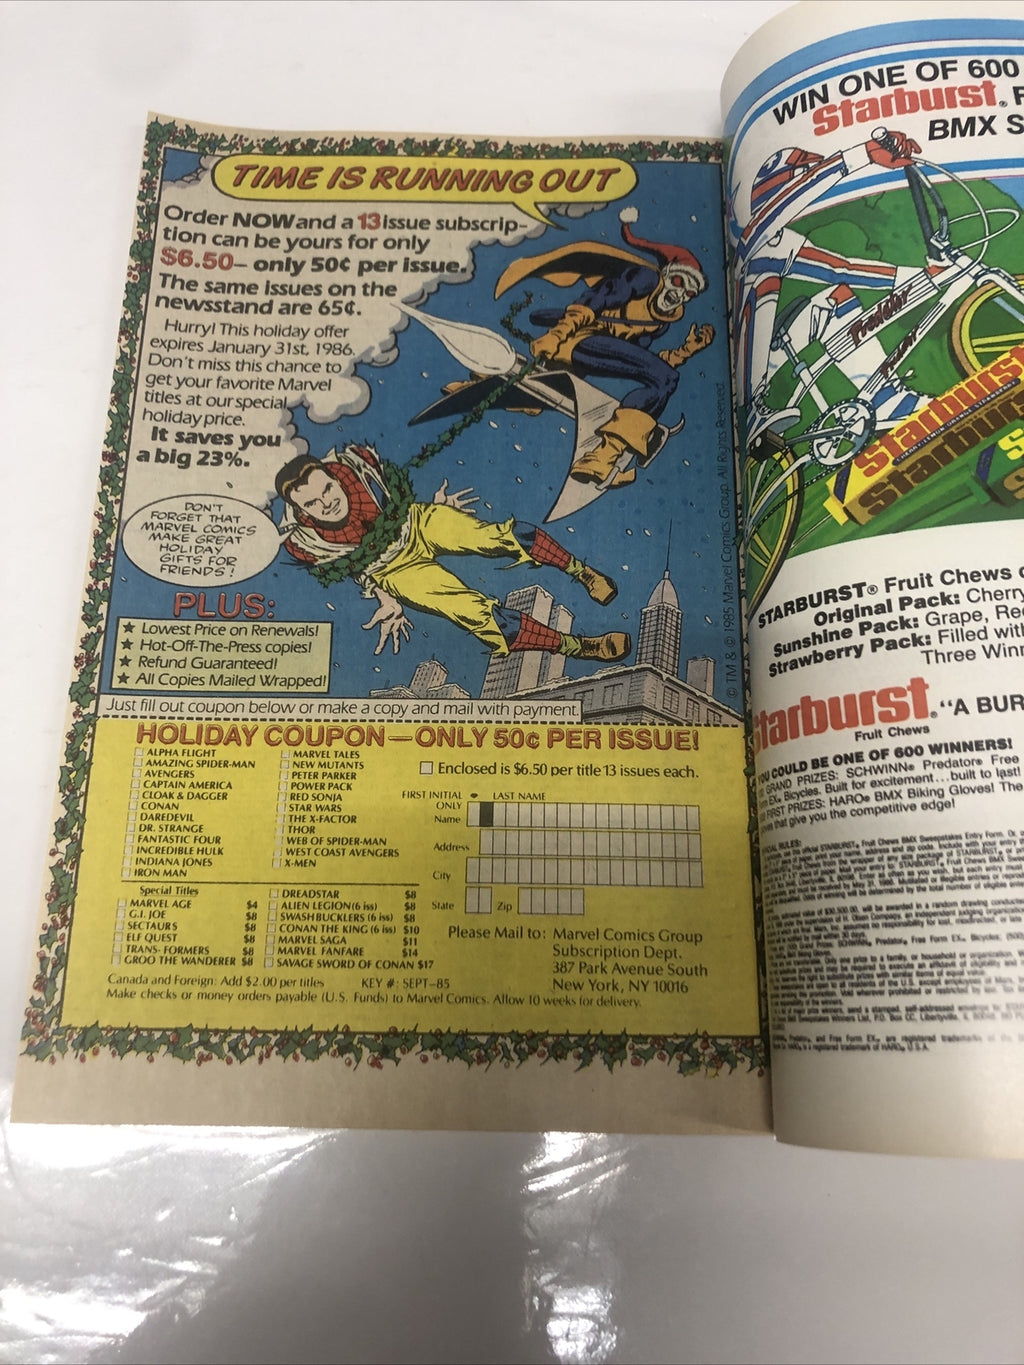 TIME IS RUNNING OUT
Order NOW and a 13 issue subscrip-
tion can be yours for only
$6.50– only 50¢ per issue.
The same issues on the
newsstand are 65¢.
Hurry! This holiday offer
expires January 31st, 1986.
Don't miss this chance to
get your favorite Marvel
titles at our special
holiday price.
It saves you
a big 23%.
DON'T
FORGET THAT
MARVEL COMICS
MAKE GREAT
HOLIDAY
GIFTS FOR
FRIENDS!
PLUS:
★ Lowest Price on Renewals!
★ Hot-Off-The-Press copies!
★ Refund Guaranteed!
★ All Copies Mailed Wrapped!
© TM & © 1985 Marvel Comics Group. All Rights Reserved.
Just fill out coupon below or make a copy and mail with payment.
HOLIDAY COUPON—ONLY 50¢ PER ISSUE!
ALPHA FLIGHT
AMAZING SPIDER-MAN
AVENGERS
CAPTAIN AMERICA
CLOAK & DAGGER
CONAN
DAREDEVIL
DR. STRANGE
FANTASTIC FOUR
INCREDIBLE HULK
INDIANA JONES
IRON MAN
MARVEL TALES
NEW MUTANTS
PETER PARKER
POWER PACK
RED SONJA
STAR WARS
THE X-FACTOR
THOR
WEB OF SPIDER-MAN
WEST COAST AVENGERS
X-MEN
Enclosed is $6.50 per title 13 issues each.
FIRST INITIAL
ONLY
LAST NAME
Name
Address
City
State
Zip
Special Titles
MARVEL AGE $4
G.I. JOE $8
SECTAURS $8
ELF QUEST $8
TRANS- FORMERS $8
GROO THE WANDERER $8
DREADSTAR $8
ALIEN LEGION (6 iss) $8
SWASHBUCKLERS (6 iss) $8
CONAN THE KING (6 iss) $10
MARVEL SAGA $11
MARVEL FANFARE $14
SAVAGE SWORD OF CONAN $17
Please Mail to: Marvel Comics Group
Subscription Dept.
387 Park Avenue South
New York, NY 10016
Canada and Foreign: Add $2.00 per titles KEY #: SEPT–85
Make checks or money orders payable (U.S. Funds) to Marvel Comics. Allow 10 weeks for delivery.
WIN ONE OF 600
Starburst®
BMX
Predator
Starburst
Starburst
STARBURST® Fruit Chews
Original Pack: Cherry
Sunshine Pack: Grape,
Strawberry Pack: Filled with
Three
Starburst® "A
Fruit Chews
YOU COULD BE ONE OF 600 WINNERS!
GRAND PRIZES: SCHWINN® Predator® Free
Form EX® Bicycles. Built for excitement...built to last!
FIRST PRIZES: HARO® BMX Biking Gloves! The
that give you the competitive edge!